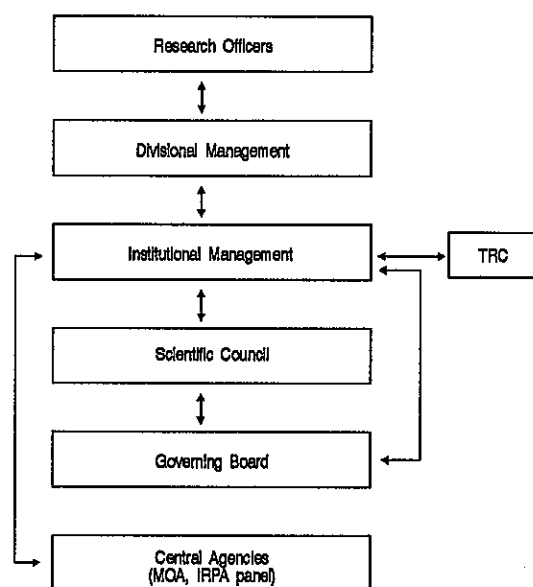 Research Officers
Divisional Management
Institutional Management
TRC
Scientific Council
Governing Board
Central Agencies
(MOA, IRPA panel)